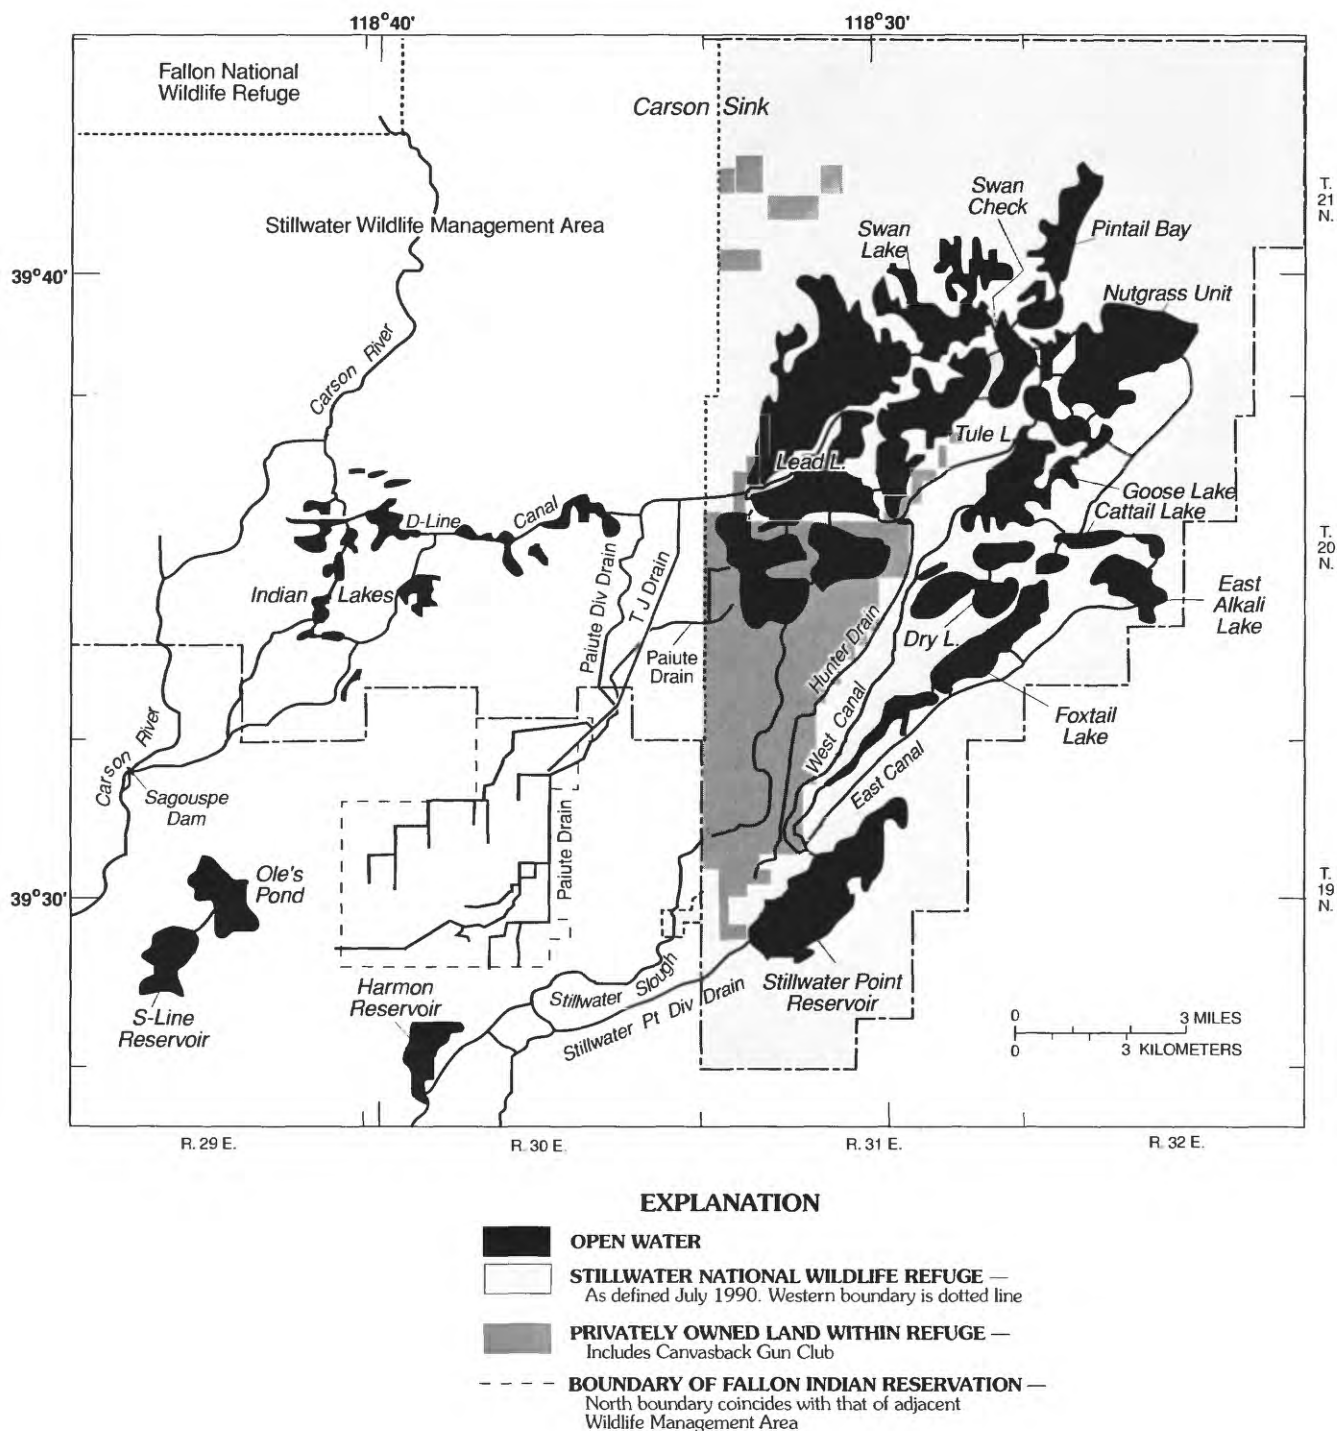 118°40'
118°30'
Fallon National
Wildlife Refuge
Carson Sink
T.
21
N.
Swan
Check
Stillwater Wildlife Management Area
Swan
Lake
Pintail Bay
39°40'
Nutgrass Unit
Carson River
Tule L.
Lead L.
Goose Lake
Cattail Lake
D-Line Canal
T.
20
N.
Paiute Div Drain
T J Drain
Indian Lakes
East
Alkali
Lake
Dry L.
Hunter Drain
Paiute
Drain
West Canal
Foxtail
Lake
Carson River
East Canal
Sagouspe
Dam
Paiute Drain
Ole's
Pond
39°30'
T.
19
N.
Stillwater Slough
Stillwater Pt Div Drain
Stillwater Point
Reservoir
Harmon
Reservoir
S-Line
Reservoir
0 3 MILES
0 3 KILOMETERS
R. 29 E.
R. 30 E.
R. 31 E.
R. 32 E.
EXPLANATION
OPEN WATER
STILLWATER NATIONAL WILDLIFE REFUGE —
As defined July 1990. Western boundary is dotted line
PRIVATELY OWNED LAND WITHIN REFUGE —
Includes Canvasback Gun Club
BOUNDARY OF FALLON INDIAN RESERVATION —
North boundary coincides with that of adjacent
Wildlife Management Area